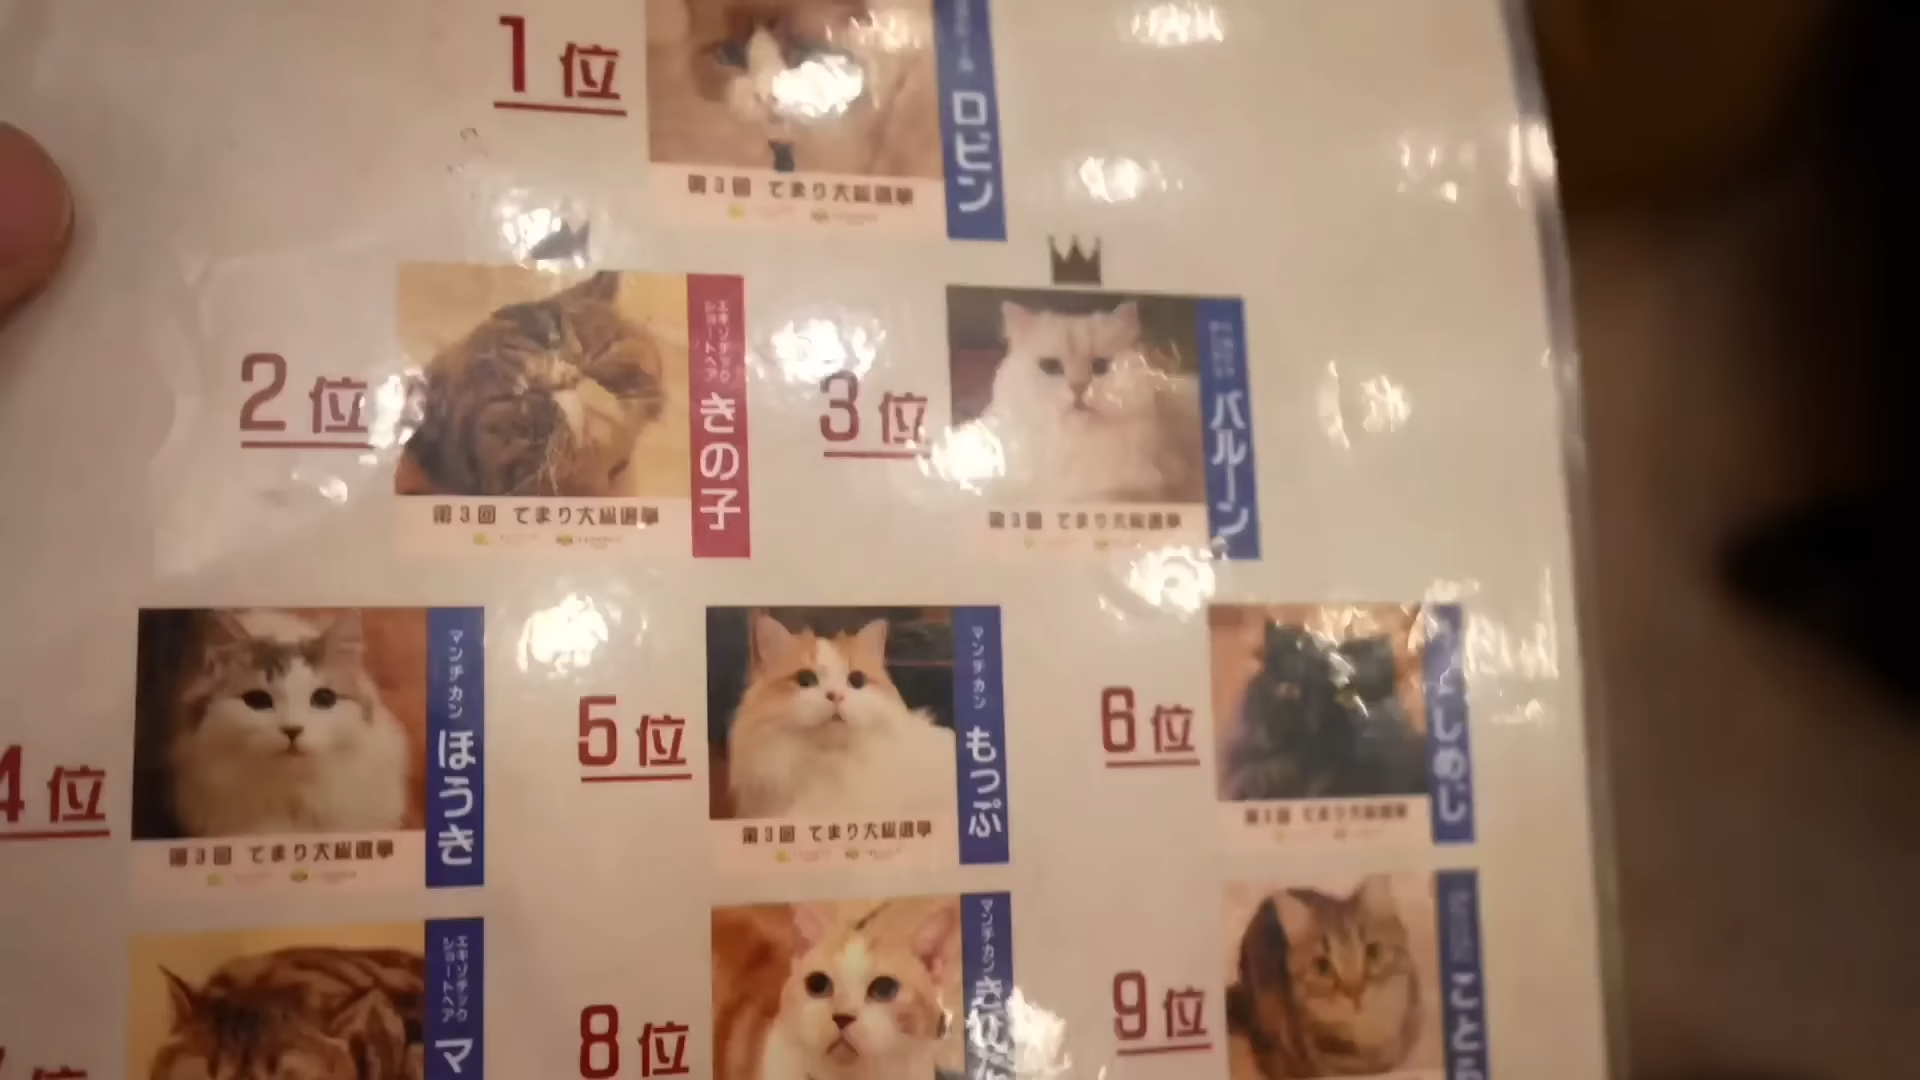 1位
ロビン
第3回 てまり大総選挙
2位
エキゾチック
ショートヘア
きの子
第3回 てまり大総選挙
3位
バルーン
第3回 てまり大総選挙
4位
マンチカン
ほうき
第3回 てまり大総選挙
5位
マンチカン
もっぷ
第3回 てまり大総選挙
6位
しめじ
第3回 てまり大総選挙
エキゾチック
ショートヘア
マ
8位
マンチカン
9位
ことら